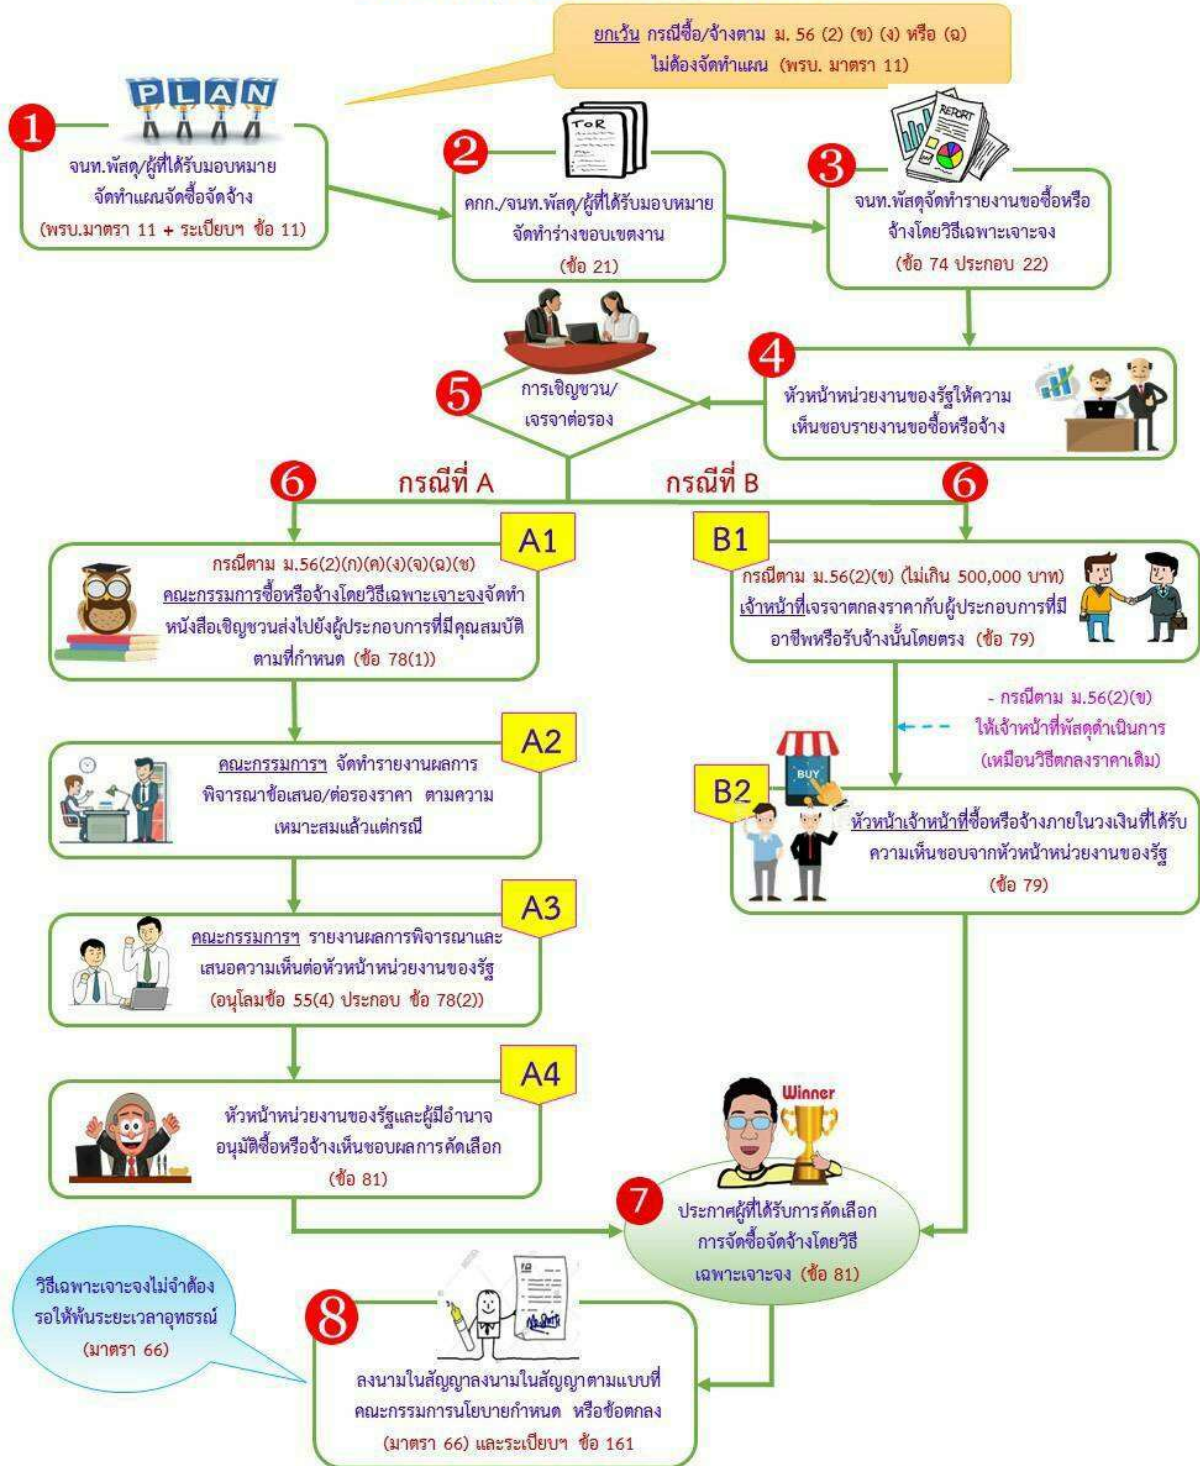 ยกเว้น กรณีซื้อ/จ้างตาม ม. 56 (2) (ข) (ง) หรือ (ฉ)
ไม่ต้องจัดทำแผน (พรบ. มาตรา 11)
PLAN
1
จนท.พัสดุ/ผู้ที่ได้รับมอบหมาย
จัดทำแผนจัดซื้อจัดจ้าง
(พรบ.มาตรา 11 + ระเบียบฯ ข้อ 11)
TOR
2
คกก./จนท.พัสดุ/ผู้ที่ได้รับมอบหมาย
จัดทำร่างขอบเขตงาน
(ข้อ 21)
REPORT
3
จนท.พัสดุจัดทำรายงานขอซื้อหรือ
จ้างโดยวิธีเฉพาะเจาะจง
(ข้อ 74 ประกอบ 22)
4
หัวหน้าหน่วยงานของรัฐให้ความ
เห็นชอบรายงานขอซื้อหรือจ้าง
5
การเชิญชวน/
เจรจาต่อรอง
6
กรณีที่ A
กรณีที่ B
6
A1
กรณีตาม ม.56(2)(ก)(ค)(ง)(จ)(ฉ)(ช)
คณะกรรมการซื้อหรือจ้างโดยวิธีเฉพาะเจาะจงจัดทำ
หนังสือเชิญชวนส่งไปยังผู้ประกอบการที่มีคุณสมบัติ
ตามที่กำหนด (ข้อ 78(1))
B1
กรณีตาม ม.56(2)(ข) (ไม่เกิน 500,000 บาท)
เจ้าหน้าที่เจรจาตกลงราคากับผู้ประกอบการที่มี
อาชีพหรือรับจ้างนั้นโดยตรง (ข้อ 79)
- กรณีตาม ม.56(2)(ข)
ให้เจ้าหน้าที่พัสดุดำเนินการ
(เหมือนวิธีตกลงราคาเดิม)
A2
คณะกรรมการฯ จัดทำรายงานผลการ
พิจารณาข้อเสนอ/ต่อรองราคา ตามความ
เหมาะสมแล้วแต่กรณี
BUY
B2
หัวหน้าเจ้าหน้าที่ซื้อหรือจ้างภายในวงเงินที่ได้รับ
ความเห็นชอบจากหัวหน้าหน่วยงานของรัฐ
(ข้อ 79)
A3
คณะกรรมการฯ รายงานผลการพิจารณาและ
เสนอความเห็นต่อหัวหน้าหน่วยงานของรัฐ
(อนุโลมข้อ 55(4) ประกอบ ข้อ 78(2))
A4
หัวหน้าหน่วยงานของรัฐและผู้มีอำนาจ
อนุมัติซื้อหรือจ้างเห็นชอบผลการคัดเลือก
(ข้อ 81)
Winner
7
ประกาศผู้ที่ได้รับการคัดเลือก
การจัดซื้อจัดจ้างโดยวิธี
เฉพาะเจาะจง (ข้อ 81)
วิธีเฉพาะเจาะจงไม่จำต้อง
รอให้พ้นระยะเวลาอุทธรณ์
(มาตรา 66)
8
ลงนามในสัญญาลงนามในสัญญาตามแบบที่
คณะกรรมการนโยบายกำหนด หรือข้อตกลง
(มาตรา 66) และระเบียบฯ ข้อ 161